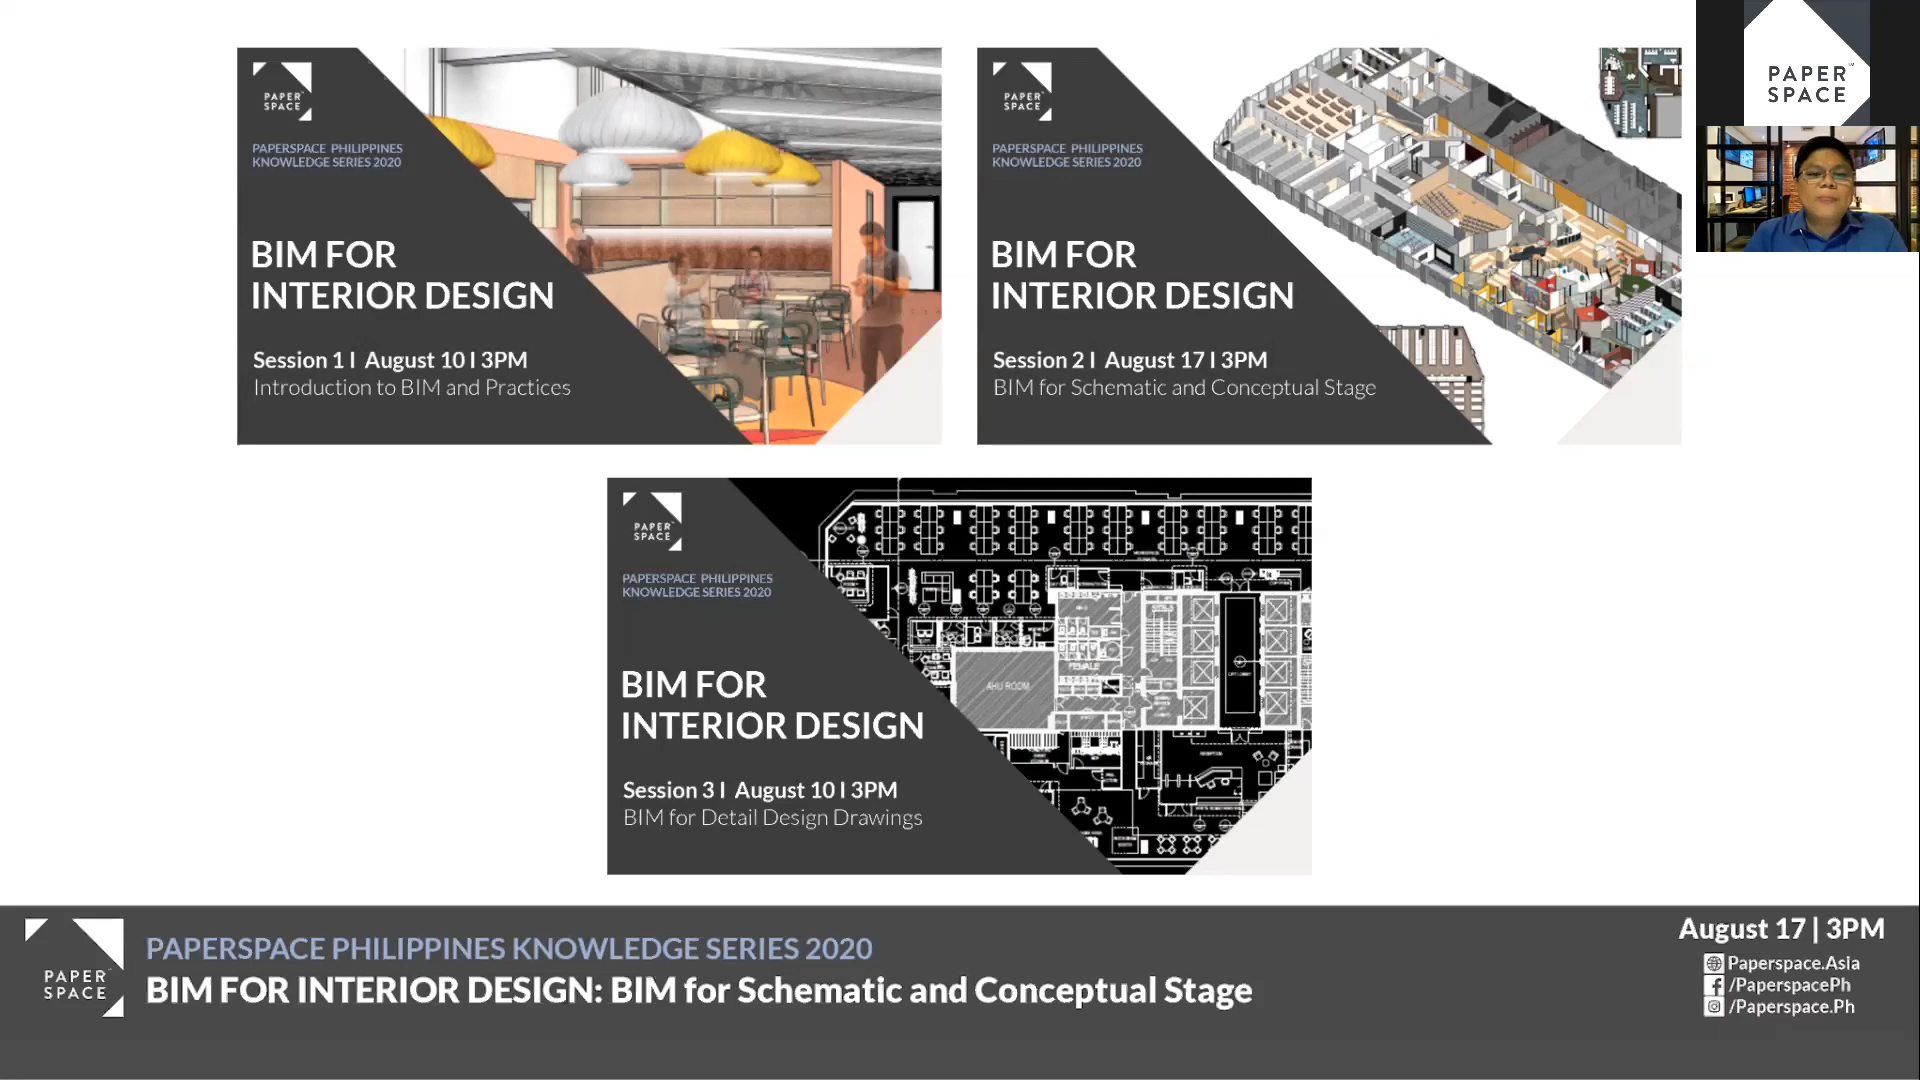 PAPER
SPACE
PAPERSPACE PHILIPPINES
KNOWLEDGE SERIES 2020
BIM FOR
INTERIOR DESIGN
Session 1 I August 10 I 3PM
Introduction to BIM and Practices
PAPER
SPACE
PAPERSPACE PHILIPPINES
KNOWLEDGE SERIES 2020
BIM FOR
INTERIOR DESIGN
Session 2 I August 17 I 3PM
BIM for Schematic and Conceptual Stage
PAPER
SPACE
PAPER
SPACE
PAPERSPACE PHILIPPINES
KNOWLEDGE SERIES 2020
BIM FOR
INTERIOR DESIGN
Session 3 I August 10 I 3PM
BIM for Detail Design Drawings
FEMALE
AHU ROOM
RECEPTION
PAPER
SPACE
PAPERSPACE PHILIPPINES KNOWLEDGE SERIES 2020
BIM FOR INTERIOR DESIGN: BIM for Schematic and Conceptual Stage
August 17 | 3PM
Paperspace.Asia
/PaperspacePh
/Paperspace.Ph